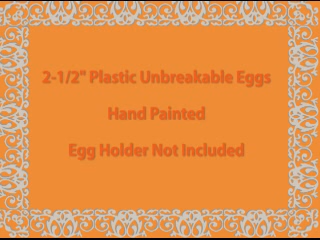 2-1/2" Plastic Unbreakable Eggs
Hand Painted
Egg Holder Not Included